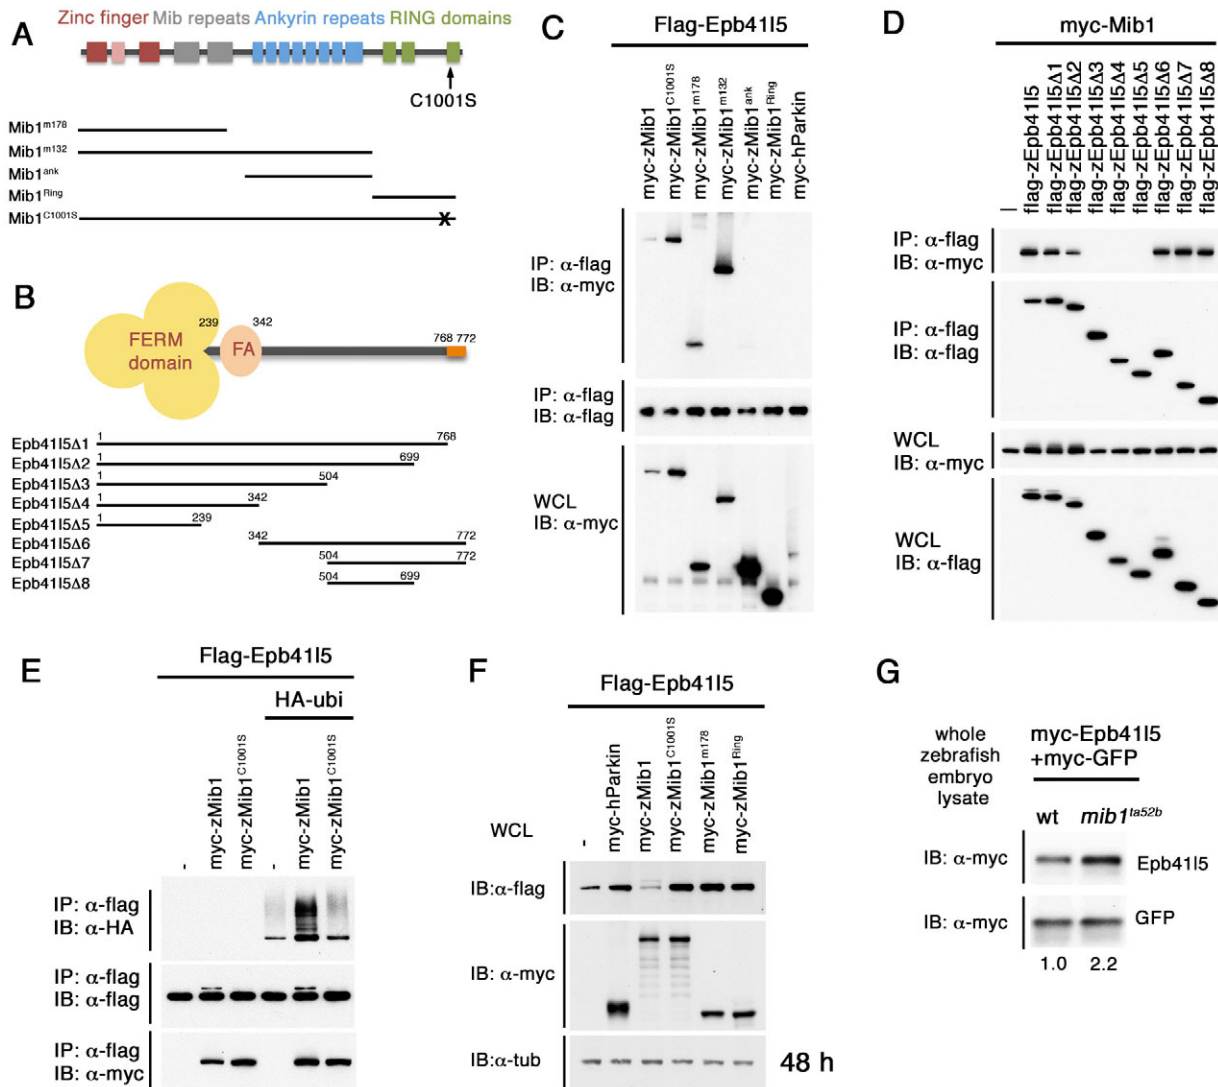 A
Zinc finger Mib repeats Ankyrin repeats RING domains
C1001S
Mib1m178
Mib1m132
Mib1ank
Mib1Ring
Mib1C1001S
X
B
239
342
768 772
FERM
domain
FA
Epb41l5Δ1
1
768
Epb41l5Δ2
1
699
Epb41l5Δ3
1
504
Epb41l5Δ4
1
342
Epb41l5Δ5
1
239
Epb41l5Δ6
342
772
Epb41l5Δ7
504
772
Epb41l5Δ8
504
699
C
Flag-Epb41l5
myc-zMib1
myc-zMib1C1001S
myc-zMib1m178
myc-zMib1m132
myc-zMib1ank
myc-zMib1Ring
myc-hParkin
IP: α-flag
IB: α-myc
IP: α-flag
IB: α-flag
WCL
IB: α-myc
D
myc-Mib1
—
flag-zEpb41l5
flag-zEpb41l5Δ1
flag-zEpb41l5Δ2
flag-zEpb41l5Δ3
flag-zEpb41l5Δ4
flag-zEpb41l5Δ5
flag-zEpb41l5Δ6
flag-zEpb41l5Δ7
flag-zEpb41l5Δ8
IP: α-flag
IB: α-myc
IP: α-flag
IB: α-flag
WCL
IB: α-myc
WCL
IB: α-flag
E
Flag-Epb41l5
HA-ubi
-
myc-zMib1
myc-zMib1C1001S
-
myc-zMib1
myc-zMib1C1001S
IP: α-flag
IB: α-HA
IP: α-flag
IB: α-flag
IP: α-flag
IB: α-myc
F
Flag-Epb41l5
WCL
-
myc-hParkin
myc-zMib1
myc-zMib1C1001S
myc-zMib1m178
myc-zMib1Ring
IB:α-flag
IB: α-myc
IB:α-tub
48 h
G
whole
zebrafish
embryo
lysate
myc-Epb41l5
+myc-GFP
wt mib1ta52b
IB: α-myc
Epb41l5
IB: α-myc
GFP
1.0 2.2